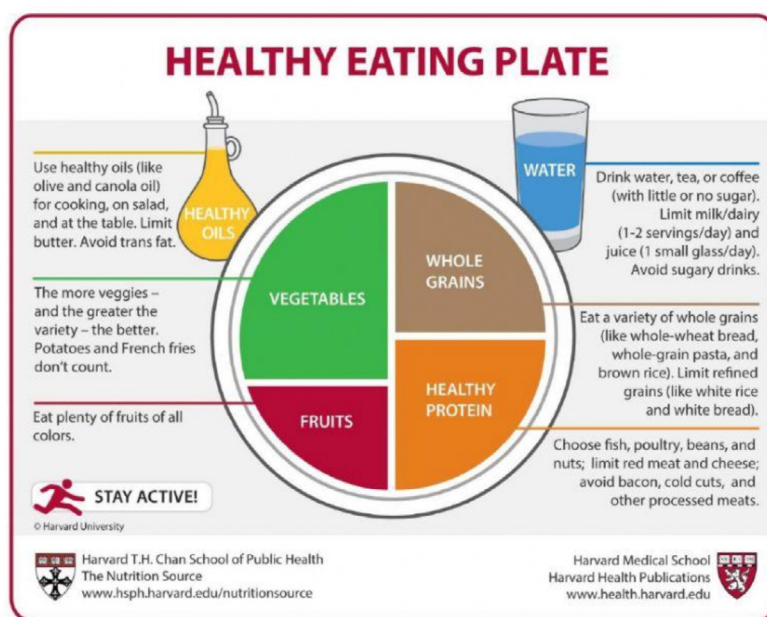 HEALTHY EATING PLATE
Use healthy oils (like
olive and canola oil)
for cooking, on salad,
and at the table. Limit
butter. Avoid trans fat.
HEALTHY
OILS
WATER
Drink water, tea, or coffee
(with little or no sugar).
Limit milk/dairy
(1-2 servings/day) and
juice (1 small glass/day).
Avoid sugary drinks.
The more veggies –
and the greater the
variety – the better.
Potatoes and French fries
don't count.
VEGETABLES
WHOLE
GRAINS
Eat a variety of whole grains
(like whole-wheat bread,
whole-grain pasta, and
brown rice). Limit refined
grains (like white rice
and white bread).
Eat plenty of fruits of all
colors.
FRUITS
HEALTHY
PROTEIN
Choose fish, poultry, beans, and
nuts; limit red meat and cheese;
avoid bacon, cold cuts, and
other processed meats.
STAY ACTIVE!
© Harvard University
Harvard T.H. Chan School of Public Health
The Nutrition Source
www.hsph.harvard.edu/nutritionsource
Harvard Medical School
Harvard Health Publications
www.health.harvard.edu